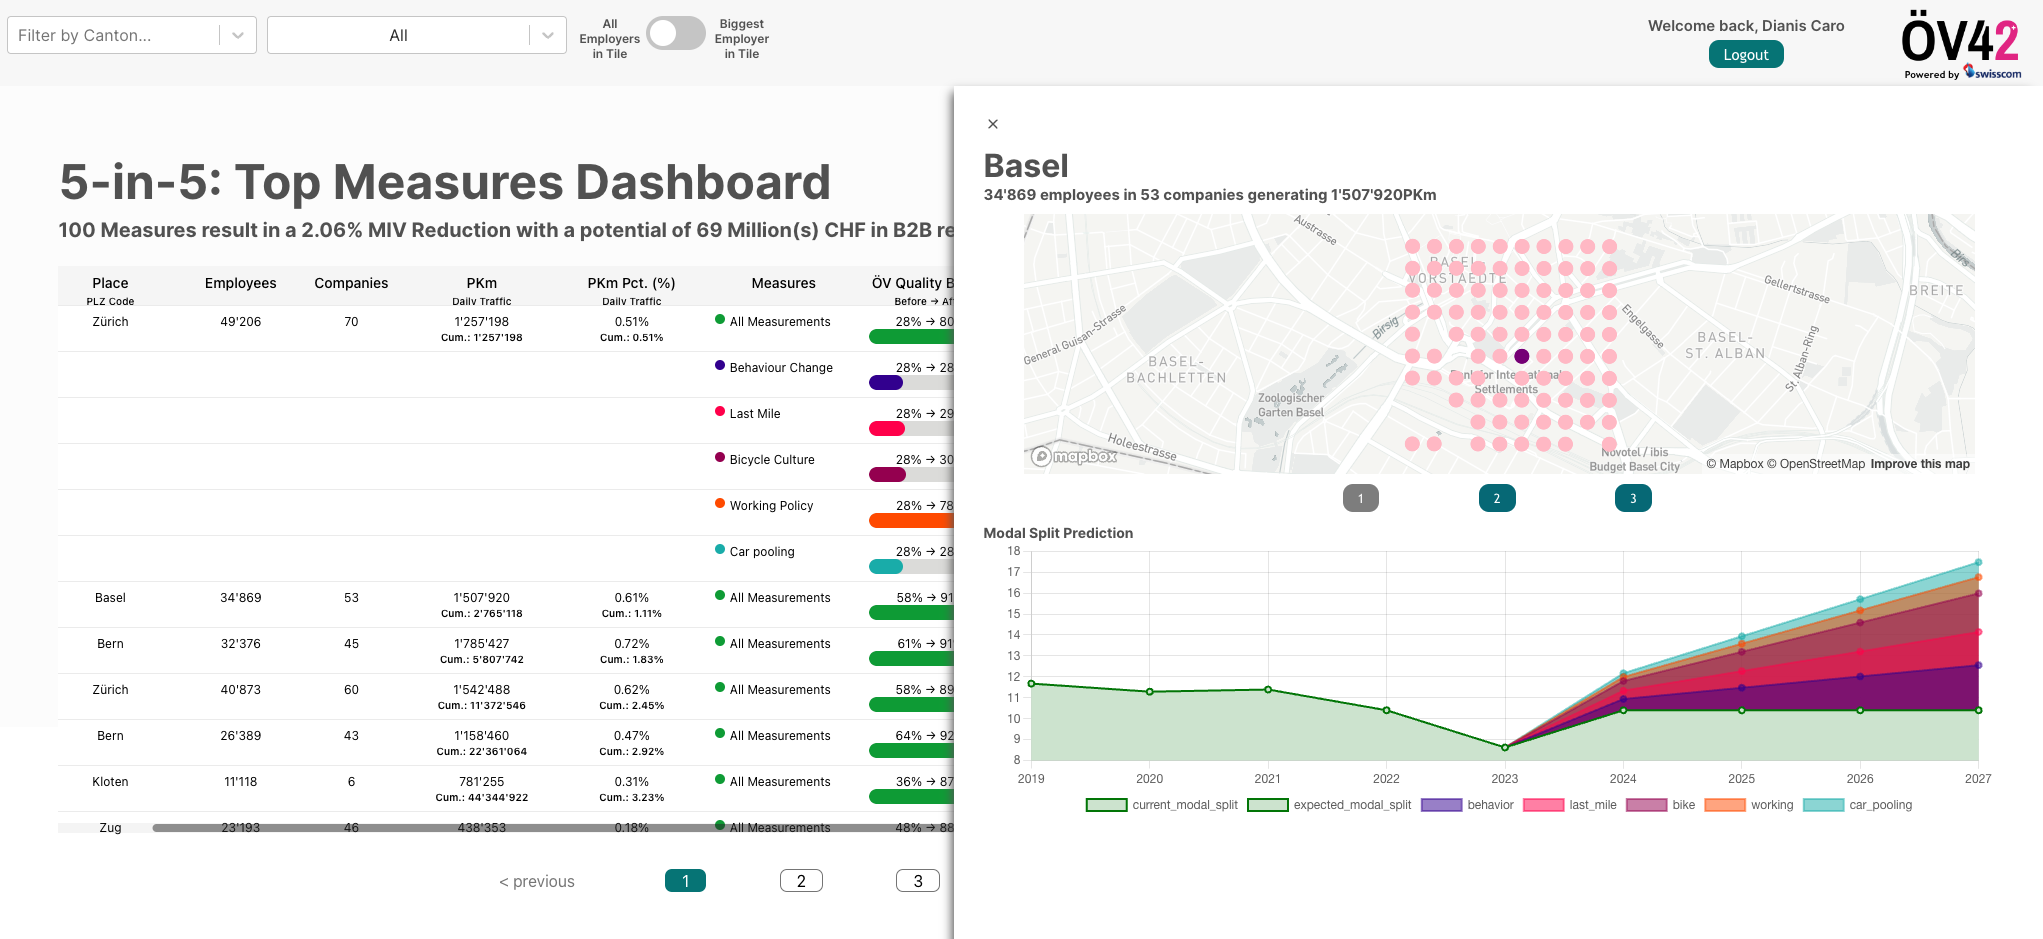 Filter by Canton...
All
All
Employers
in Tile
Biggest
Employer
in Tile
Welcome back, Dianis Caro
Logout
ÖV42
Powered by swisscom
5-in-5: Top Measures Dashboard
100 Measures result in a 2.06% MIV Reduction with a potential of 69 Million(s) CHF in B2B re
Place Employees Companies PKm PKm Pct. (%) Measures ÖV Quality B
PLZ Code Daily Traffic Daily Traffic Before → Af
Zürich 49'206 70 1'257'198 0.51% All Measurements 28% → 80
Cum.: 1'257'198 Cum.: 0.51%
Behaviour Change 28% → 28
Last Mile 28% → 29
Bicycle Culture 28% → 30
Working Policy 28% → 78
Car pooling 28% → 28
Basel 34'869 53 1'507'920 0.61% All Measurements 58% → 91
Cum.: 2'765'118 Cum.: 1.11%
Bern 32'376 45 1'785'427 0.72% All Measurements 61% → 91
Cum.: 5'807'742 Cum.: 1.83%
Zürich 40'873 60 1'542'488 0.62% All Measurements 58% → 89
Cum.: 11'372'546 Cum.: 2.45%
Bern 26'389 43 1'158'460 0.47% All Measurements 64% → 92
Cum.: 22'361'064 Cum.: 2.92%
Kloten 11'118 6 781'255 0.31% All Measurements 36% → 87
Cum.: 44'344'922 Cum.: 3.23%
Zug 23'193 46 438'353 0.18% All Measurements 48% → 88
< previous 1 2 3
×
Basel
34'869 employees in 53 companies generating 1'507'920PKm
Austrasse
BASEL-
VORSTAEDTE
Birs
Gellertstrasse
BREITE
General Guisan-Strasse
Birsig
Engelgasse
BASEL-
ST. ALBAN
St. Alban-Ring
BASEL-
BACHLETTEN
Bank for International
Settlements
Zoologischer
Garten Basel
Holeestrasse
Novotel / ibis
Budget Basel City
mapbox
© Mapbox © OpenStreetMap Improve this map
1 2 3
Modal Split Prediction
18
17
16
15
14
13
12
11
10
9
8
2019 2020 2021 2022 2023 2024 2025 2026 2027
current_modal_split expected_modal_split behavior last_mile bike working car_pooling